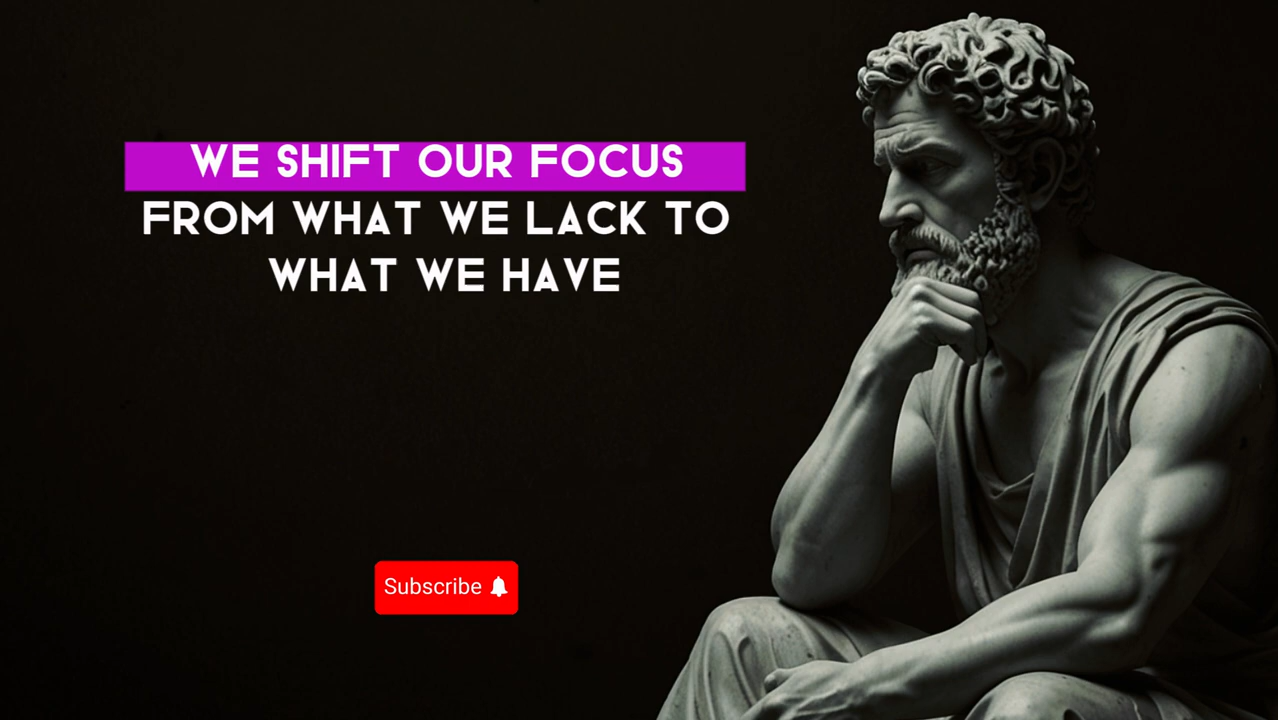 WE SHIFT OUR FOCUS
FROM WHAT WE LACK TO
WHAT WE HAVE
Subscribe